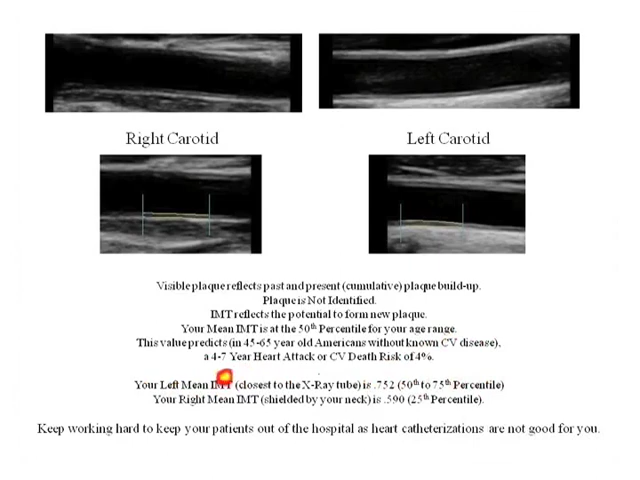 Right Carotid
Left Carotid
Visible plaque reflects past and present (cumulative) plaque build-up.
Plaque is Not Identified.
IMT reflects the potential to form new plaque.
Your Mean IMT is at the 50th Percentile for your age range.
This value predicts (in 45-65 year old Americans without known CV disease),
a 4-7 Year Heart Attack or CV Death Risk of 4%.
Your Left Mean IMT (closest to the X-Ray tube) is .752 (50th to 75th Percentile)
Your Right Mean IMT (shielded by your neck) is .590 (25th Percentile).
Keep working hard to keep your patients out of the hospital as heart catheterizations are not good for you.